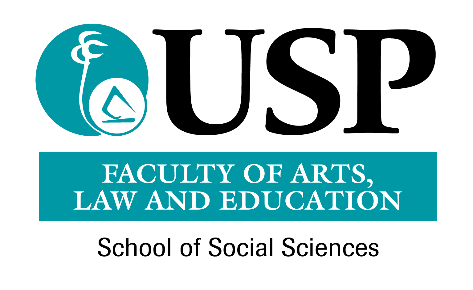 USP
FACULTY OF ARTS,
LAW AND EDUCATION
School of Social Sciences